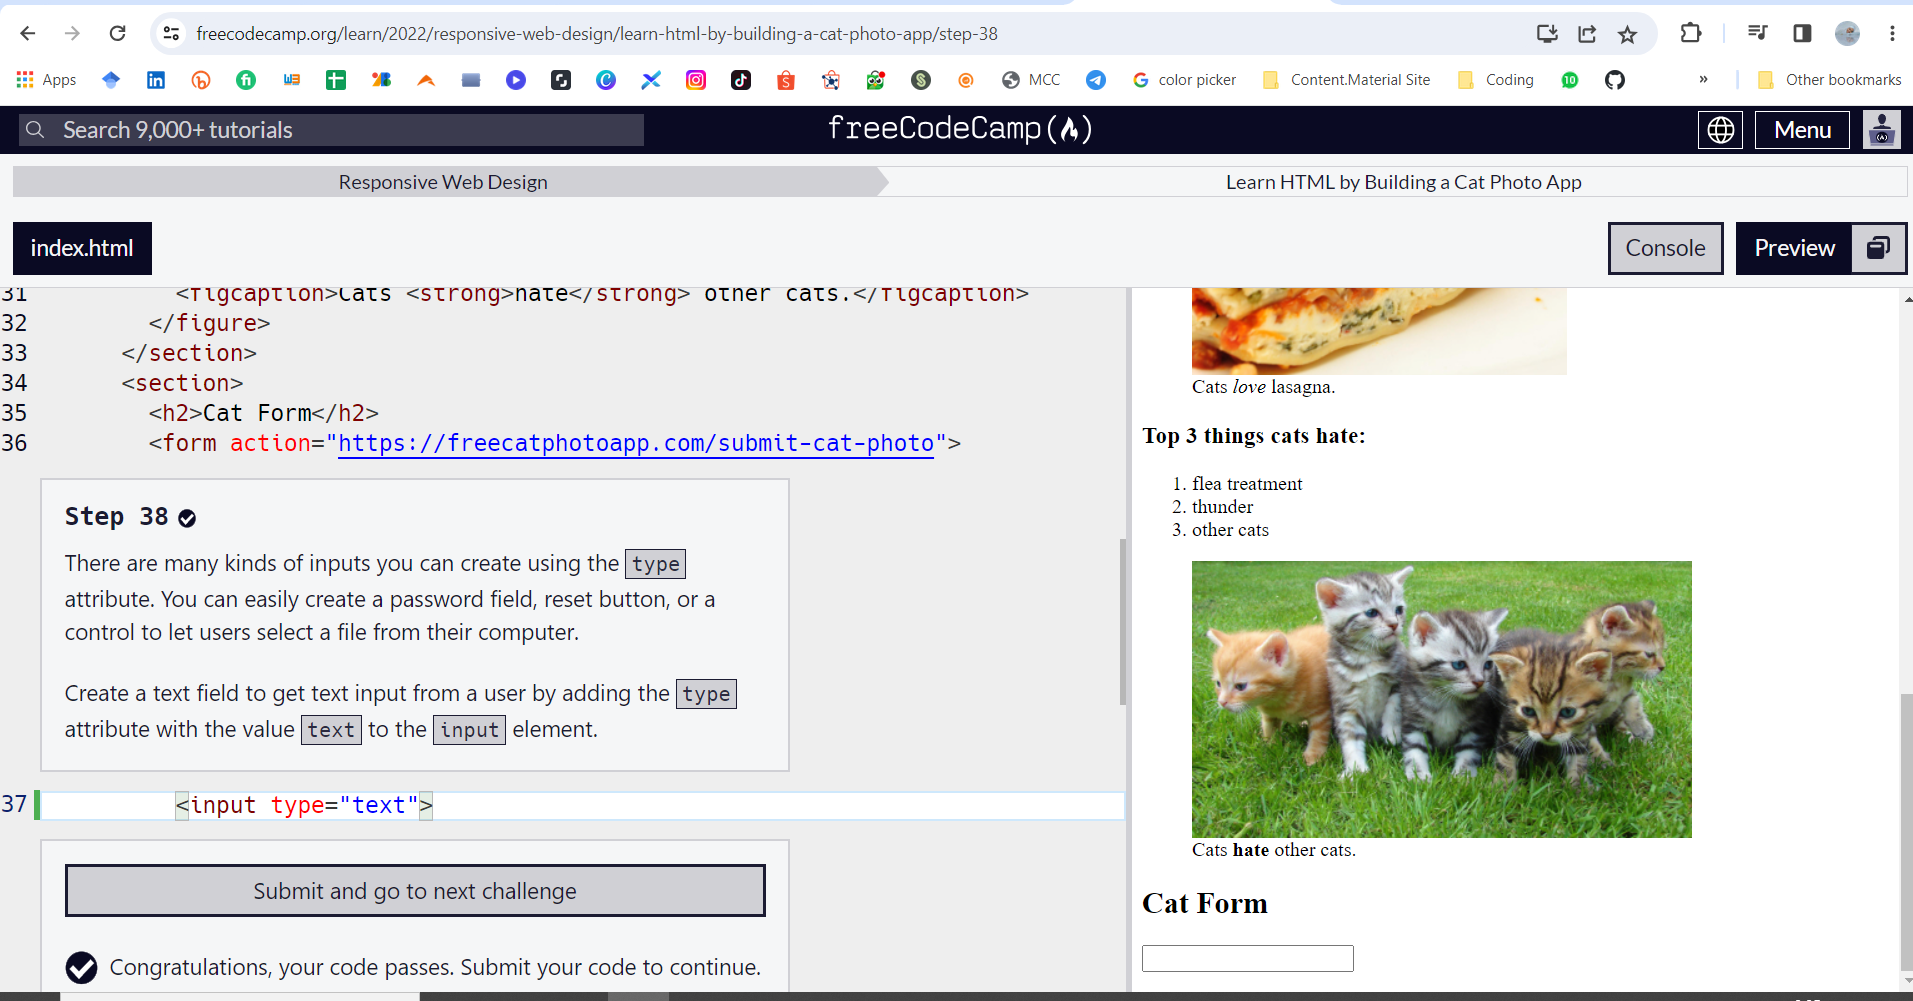 freecodecamp.org/learn/2022/responsive-web-design/learn-html-by-building-a-cat-photo-app/step-38
Apps
MCC
color picker
Content.Material Site
Coding
10
»
Other bookmarks
Search 9,000+ tutorials
freeCodeCamp
Menu
Responsive Web Design
Learn HTML by Building a Cat Photo App
index.html
Console
Preview
31 <figcaption>Cats <strong>hate</strong> other cats.</figcaption>
32 </figure>
33 </section>
34 <section>
35 <h2>Cat Form</h2>
36 <form action="https://freecatphotoapp.com/submit-cat-photo">
Step 38
There are many kinds of inputs you can create using the type
attribute. You can easily create a password field, reset button, or a
control to let users select a file from their computer.
Create a text field to get text input from a user by adding the type
attribute with the value text to the input element.
37 <input type="text">
Submit and go to next challenge
Congratulations, your code passes. Submit your code to continue.
Cats love lasagna.
Top 3 things cats hate:
1. flea treatment
2. thunder
3. other cats
Cats hate other cats.
Cat Form